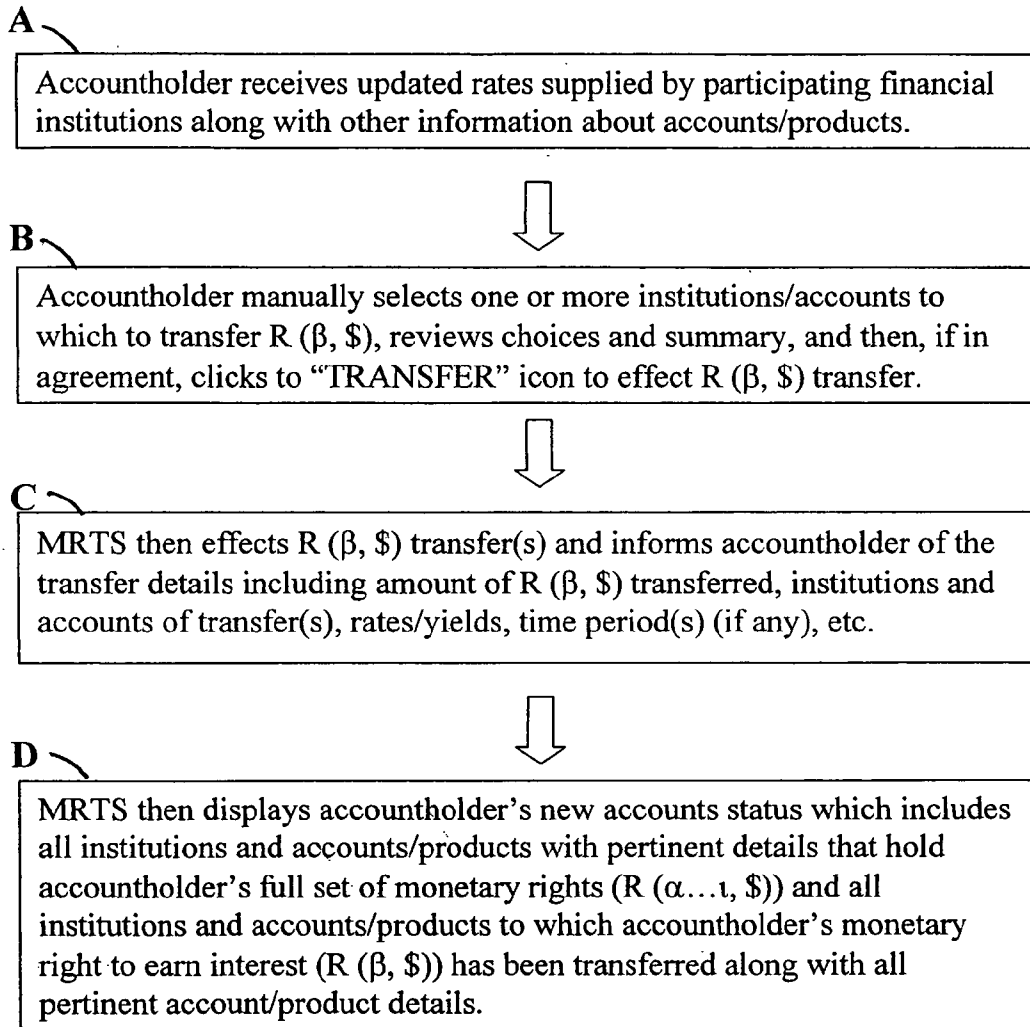 A
Accountholder receives updated rates supplied by participating financial
institutions along with other information about accounts/products.
B
Accountholder manually selects one or more institutions/accounts to
which to transfer R (β, $), reviews choices and summary, and then, if in
agreement, clicks to “TRANSFER” icon to effect R (β, $) transfer.
C
MRTS then effects R (β, $) transfer(s) and informs accountholder of the
transfer details including amount of R (β, $) transferred, institutions and
accounts of transfer(s), rates/yields, time period(s) (if any), etc.
D
MRTS then displays accountholder’s new accounts status which includes
all institutions and accounts/products with pertinent details that hold
accountholder’s full set of monetary rights (R (α…ι, $)) and all
institutions and accounts/products to which accountholder’s monetary
right to earn interest (R (β, $)) has been transferred along with all
pertinent account/product details.